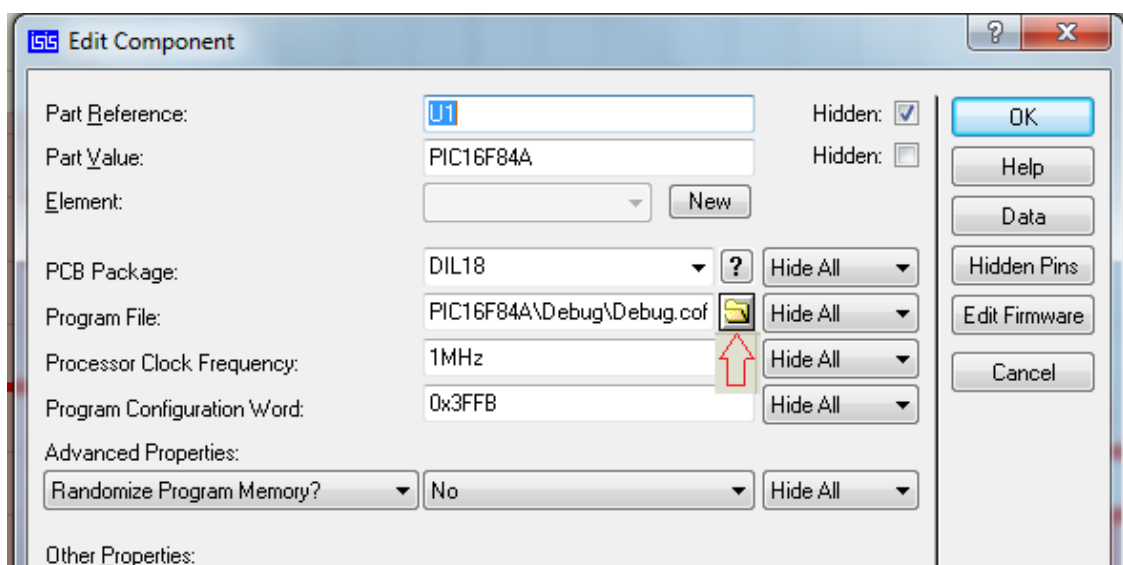 isis Edit Component ? X
Part Reference: U1 Hidden: OK
Part Value: PIC16F84A Hidden: Help
Element: New
Data
PCB Package: DIL18 ? Hide All Hidden Pins
Program File: PIC16F84A\Debug\Debug.cof Hide All Edit Firmware
Processor Clock Frequency: 1MHz Hide All
Cancel
Program Configuration Word: 0x3FFB Hide All
Advanced Properties:
Randomize Program Memory? No Hide All
Other Properties: